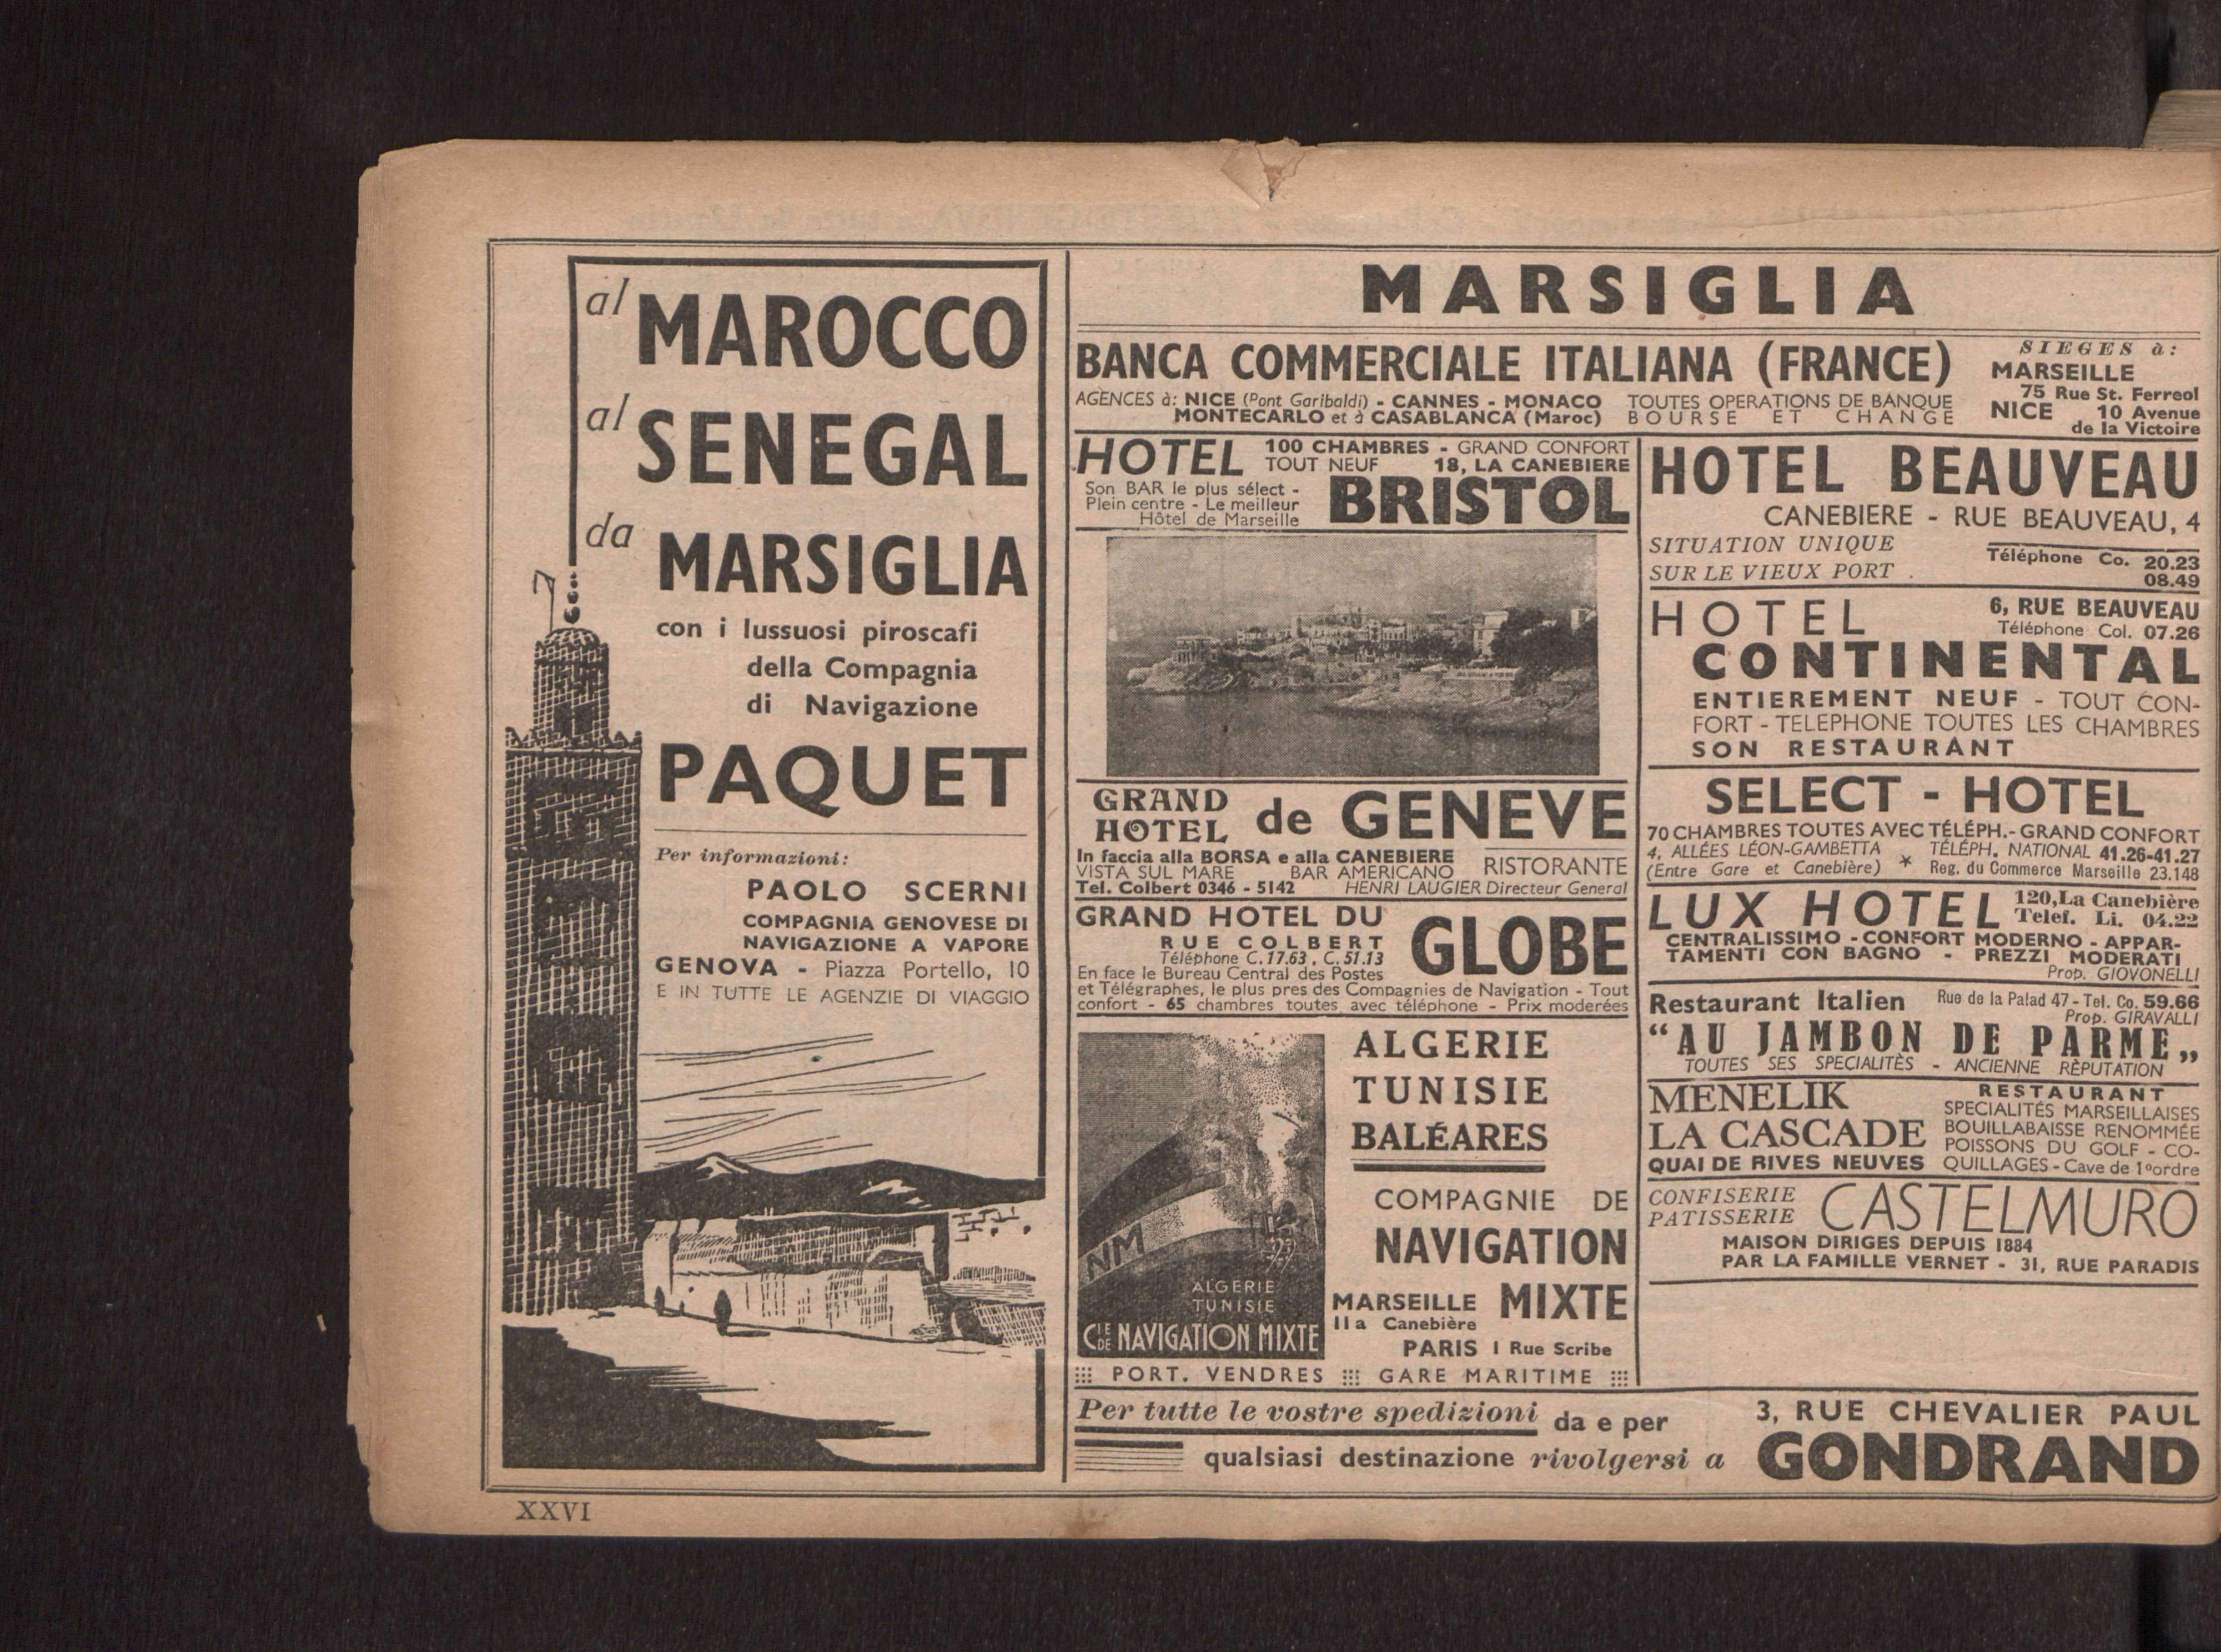 al MAROCCO
al SENEGAL
da MARSIGLIA
con i lussuosi piroscafi
della Compagnia
di Navigazione
PAQUET
Per informazioni:
PAOLO SCERNI
COMPAGNIA GENOVESE DI
NAVIGAZIONE A VAPORE
GENOVA - Piazza Portello, 10
E IN TUTTE LE AGENZIE DI VIAGGIO
MARSIGLIA
BANCA COMMERCIALE ITALIANA (FRANCE)
AGENCES à: NICE (Pont Garibaldi) - CANNES - MONACO
MONTECARLO et à CASABLANCA (Maroc)
TOUTES OPERATIONS DE BANQUE
BOURSE ET CHANGE
SIEGES à:
MARSEILLE
75 Rue St. Ferreol
NICE 10 Avenue
de la Victoire
HOTEL
100 CHAMBRES - GRAND CONFORT
TOUT NEUF 18, LA CANEBIERE
Son BAR le plus sélect -
Plein centre - Le meilleur
Hôtel de Marseille
BRISTOL
GRAND
HOTEL
de GENEVE
In faccia alla BORSA e alla CANEBIERE
VISTA SUL MARE BAR AMERICANO
RISTORANTE
Tel. Colbert 0346 - 5142 HENRI LAUGIER Directeur General
GRAND HOTEL DU
GLOBE
RUE COLBERT
Téléphone C. 17.63, C. 51.13
En face le Bureau Central des Postes
et Télégraphes, le plus pres des Compagnies de Navigation - Tout
confort - 65 chambres toutes avec téléphone - Prix moderées
NM
ALGERIE
TUNISIE
CIE DE NAVIGATION MIXTE
ALGERIE
TUNISIE
BALÉARES
COMPAGNIE DE
NAVIGATION
MIXTE
MARSEILLE
11a Canebière
PARIS 1 Rue Scribe
PORT. VENDRES GARE MARITIME
HOTEL BEAUVEAU
CANEBIERE - RUE BEAUVEAU, 4
SITUATION UNIQUE
SUR LE VIEUX PORT
Téléphone Co. 20.23
08.49
HOTEL
6, RUE BEAUVEAU
Téléphone Col. 07.26
CONTINENTAL
ENTIEREMENT NEUF - TOUT CON-
FORT - TELEPHONE TOUTES LES CHAMBRES
SON RESTAURANT
SELECT - HOTEL
70 CHAMBRES TOUTES AVEC TÉLÉPH. - GRAND CONFORT
4, ALLÉES LÉON-GAMBETTA
(Entre Gare et Canebière)
*
TÉLÉPH. NATIONAL 41.26-41.27
Reg. du Commerce Marseille 23.148
LUX HOTEL
120, La Canebière
Telef. Li. 04.22
CENTRALISSIMO - CONFORT MODERNO - APPAR-
TAMENTI CON BAGNO - PREZZI MODERATI
Prop. GIOVONELLI
Restaurant Italien
Rue de la Palad 47 - Tel. Co. 59.66
Prop. GIRAVALLI
“AU JAMBON DE PARME„
TOUTES SES SPECIALITÈS - ANCIENNE RÈPUTATION
MENELIK
LA CASCADE
QUAI DE RIVES NEUVES
RESTAURANT
SPECIALITÉS MARSEILLAISES
BOUILLABAISSE RENOMMÉE
POISSONS DU GOLF - CO-
QUILLAGES - Cave de 1º ordre
CONFISERIE
PATISSERIE
CASTELMURO
MAISON DIRIGES DEPUIS 1884
PAR LA FAMILLE VERNET - 31, RUE PARADIS
Per tutte le vostre spedizioni da e per
qualsiasi destinazione rivolgersi a
3, RUE CHEVALIER PAUL
GONDRAND
XXVI